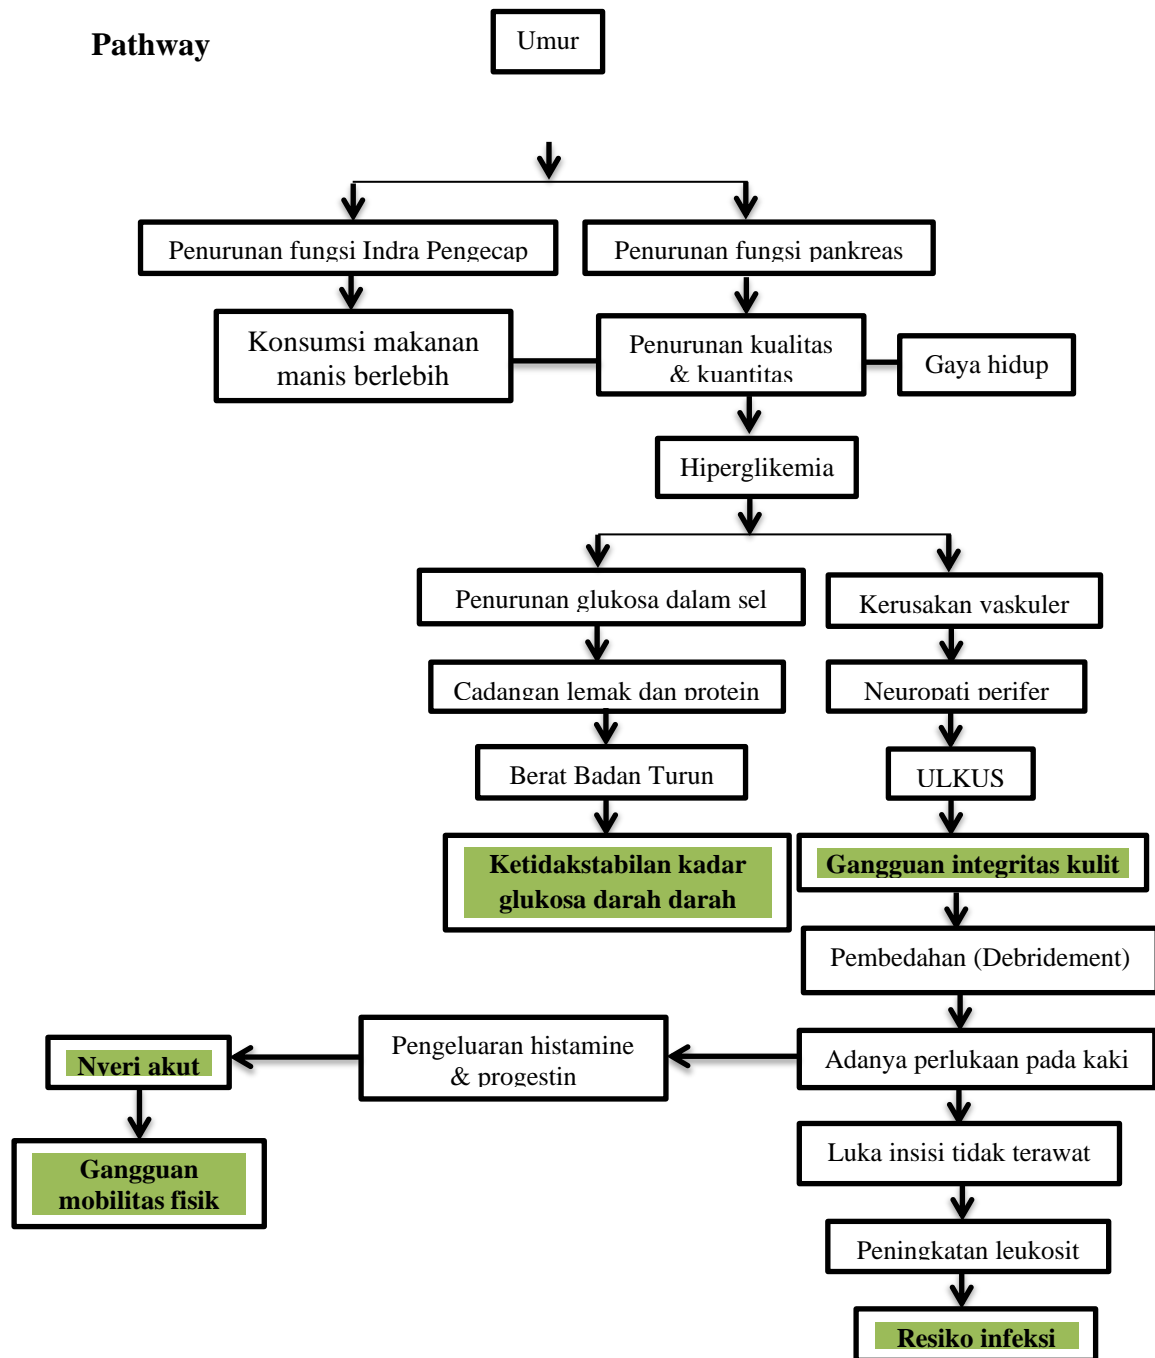 Pathway
Umur
Penurunan fungsi Indra Pengecap
Penurunan fungsi pankreas
Konsumsi makanan
manis berlebih
Penurunan kualitas
& kuantitas
Gaya hidup
Hiperglikemia
Penurunan glukosa dalam sel
Kerusakan vaskuler
Cadangan lemak dan protein
Neuropati perifer
Berat Badan Turun
ULKUS
Ketidakstabilan kadar
glukosa darah darah
Gangguan integritas kulit
Pembedahan (Debridement)
Nyeri akut
Pengeluaran histamine
& progestin
Adanya perlukaan pada kaki
Gangguan
mobilitas fisik
Luka insisi tidak terawat
Peningkatan leukosit
Resiko infeksi